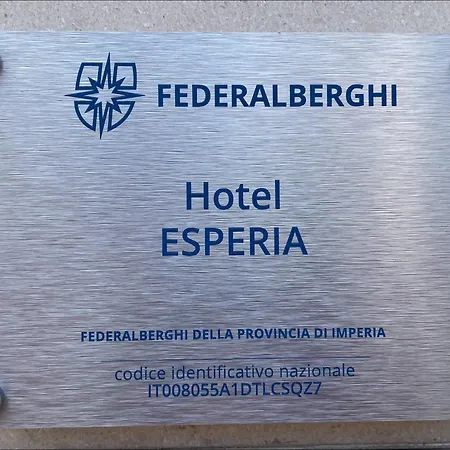 FEDERALBERGHI
Hotel
ESPERIA
FEDERALBERGHI DELLA PROVINCIA DI IMPERIA
codice identificativo nazionale
IT008055A1DTLCSQZ7